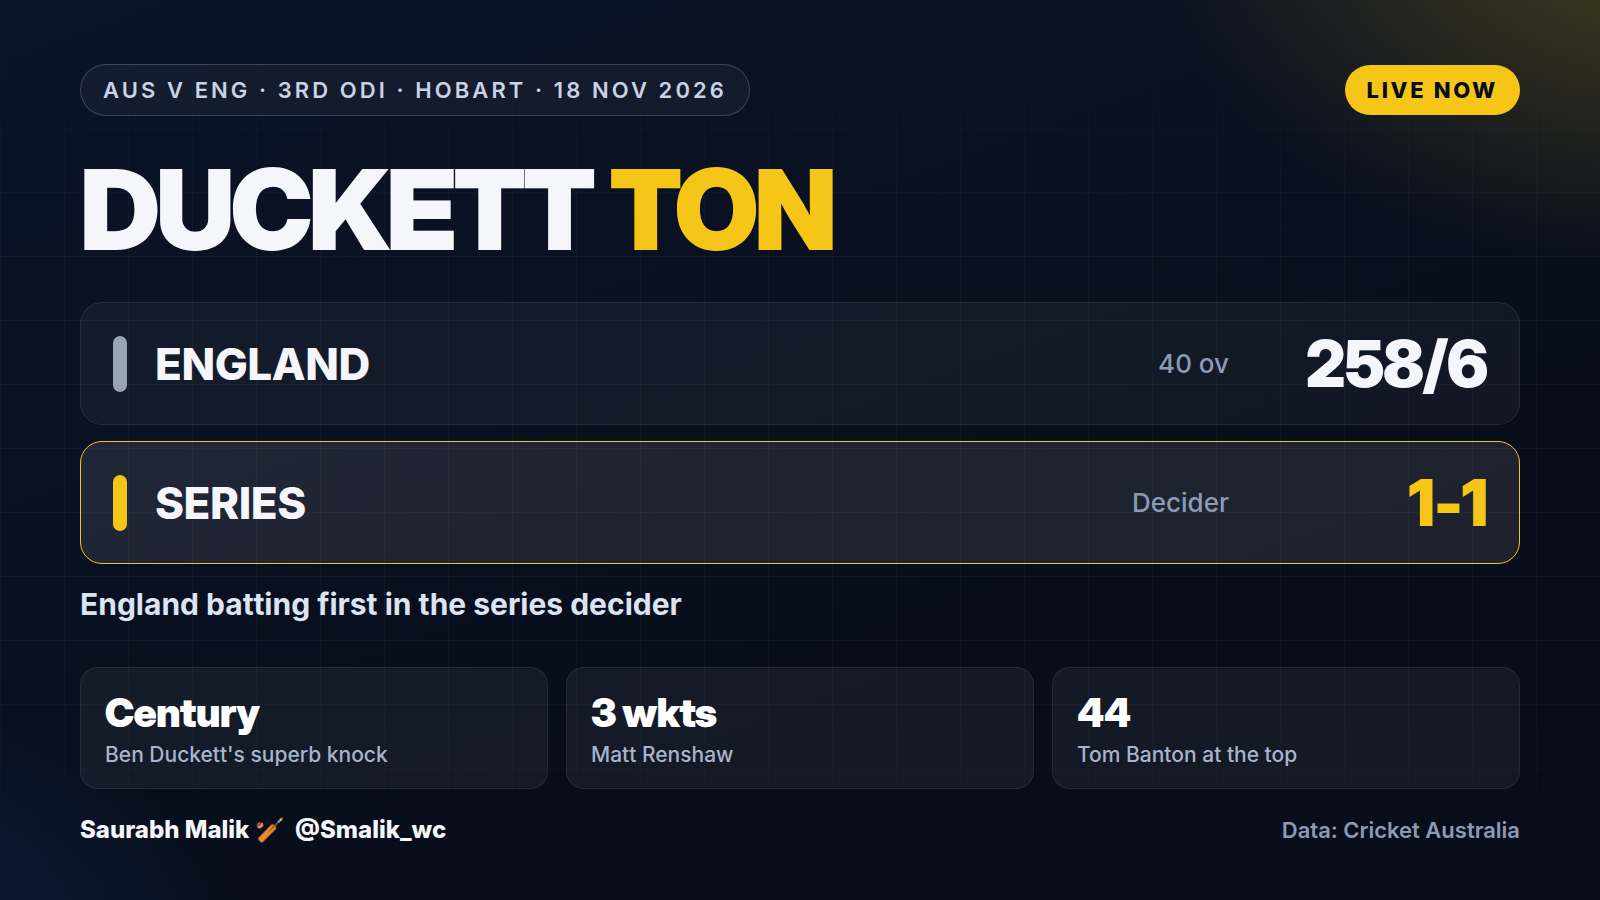 AUS V ENG · 3RD ODI · HOBART · 18 NOV 2026
LIVE NOW
DUCKETT TON
ENGLAND 40 ov 258/6
SERIES Decider 1-1
England batting first in the series decider
Century
Ben Duckett's superb knock
3 wkts
Matt Renshaw
44
Tom Banton at the top
Saurabh Malik 🏏 @Smalik_wc
Data: Cricket Australia